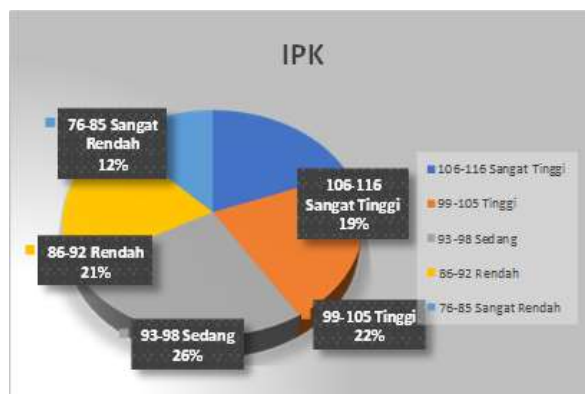 IPK
76-85 Sangat
Rendah
12%
106-116
Sangat Tinggi
19%
86-92 Rendah
21%
99-105 Tinggi
22%
93-98 Sedang
26%
106-116 Sangat Tinggi
99-105 Tinggi
93-98 Sedang
86-92 Rendah
76-85 Sangat Rendah